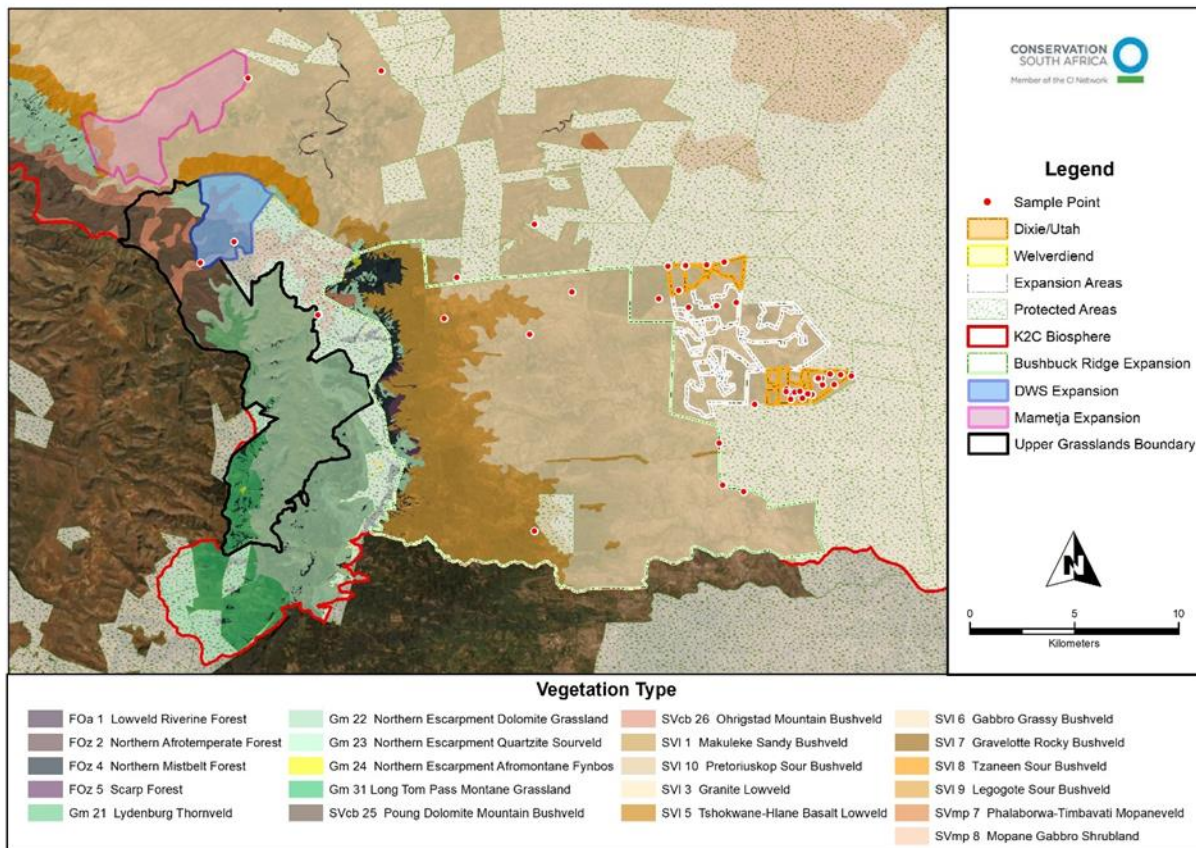 CONSERVATION
SOUTH AFRICA
Member of the CI Network
Legend
Sample Point
Dixie/Utah
Welverdiend
Expansion Areas
Protected Areas
K2C Biosphere
Bushbuck Ridge Expansion
DWS Expansion
Mametja Expansion
Upper Grasslands Boundary
N
0 5 10
Kilometers
Vegetation Type
FOa 1 Lowveld Riverine Forest
FOz 2 Northern Afrotemperate Forest
FOz 4 Northern Mistbelt Forest
FOz 5 Scarp Forest
Gm 21 Lydenburg Thornveld
Gm 22 Northern Escarpment Dolomite Grassland
Gm 23 Northern Escarpment Quartzite Sourveld
Gm 24 Northern Escarpment Afromontane Fynbos
Gm 31 Long Tom Pass Montane Grassland
SVcb 25 Poung Dolomite Mountain Bushveld
SVcb 26 Ohrigstad Mountain Bushveld
SVl 1 Makuleke Sandy Bushveld
SVl 10 Pretoriuskop Sour Bushveld
SVl 3 Granite Lowveld
SVl 5 Tshokwane-Hlane Basalt Lowveld
SVl 6 Gabbro Grassy Bushveld
SVl 7 Gravelotte Rocky Bushveld
SVl 8 Tzaneen Sour Bushveld
SVl 9 Legogote Sour Bushveld
SVmp 7 Phalaborwa-Timbavati Mopaneveld
SVmp 8 Mopane Gabbro Shrubland